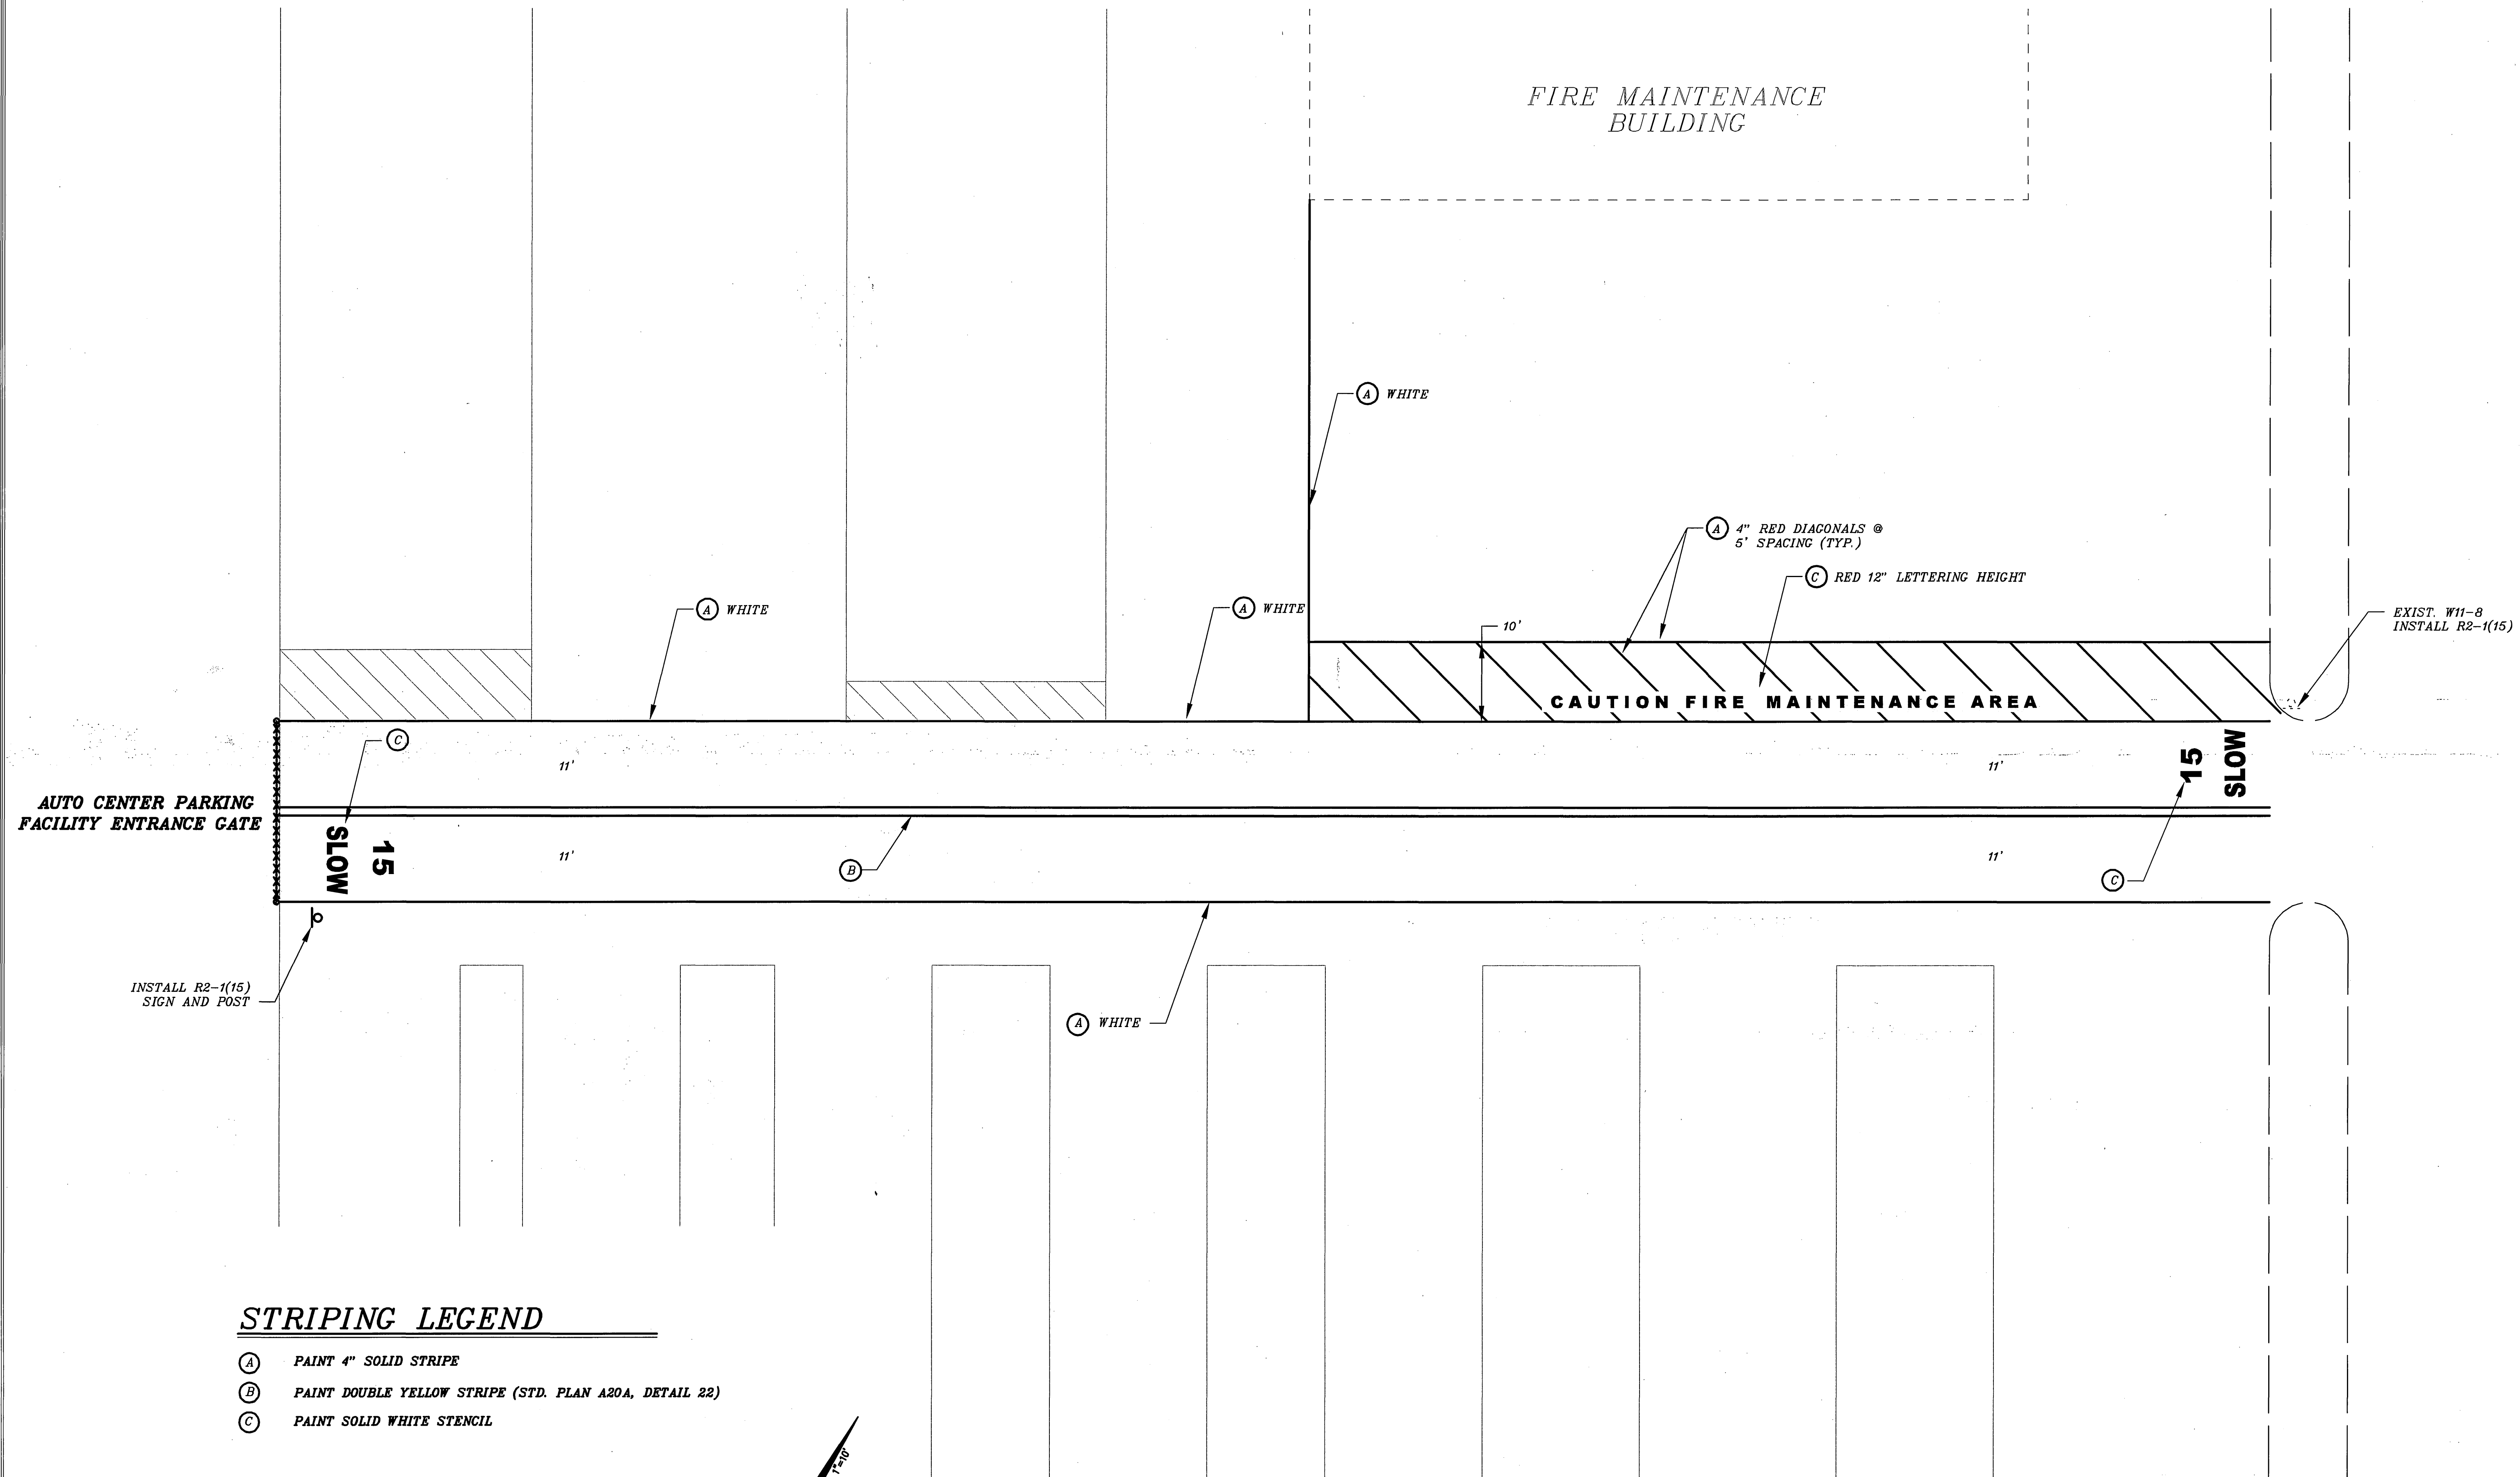 FIRE MAINTENANCE
BUILDING
A WHITE
A 4" RED DIAGONALS @
5' SPACING (TYP.)
C RED 12" LETTERING HEIGHT
A WHITE
A WHITE
10'
EXIST. W11-8
INSTALL R2-1(15)
CAUTION FIRE MAINTENANCE AREA
C
11'
11'
15
SLOW
AUTO CENTER PARKING
FACILITY ENTRANCE GATE
SLOW
15
11'
B
11'
C
INSTALL R2-1(15)
SIGN AND POST
A WHITE
STRIPING LEGEND
A PAINT 4" SOLID STRIPE
B PAINT DOUBLE YELLOW STRIPE (STD. PLAN A20A, DETAIL 22)
C PAINT SOLID WHITE STENCIL
1"=10'